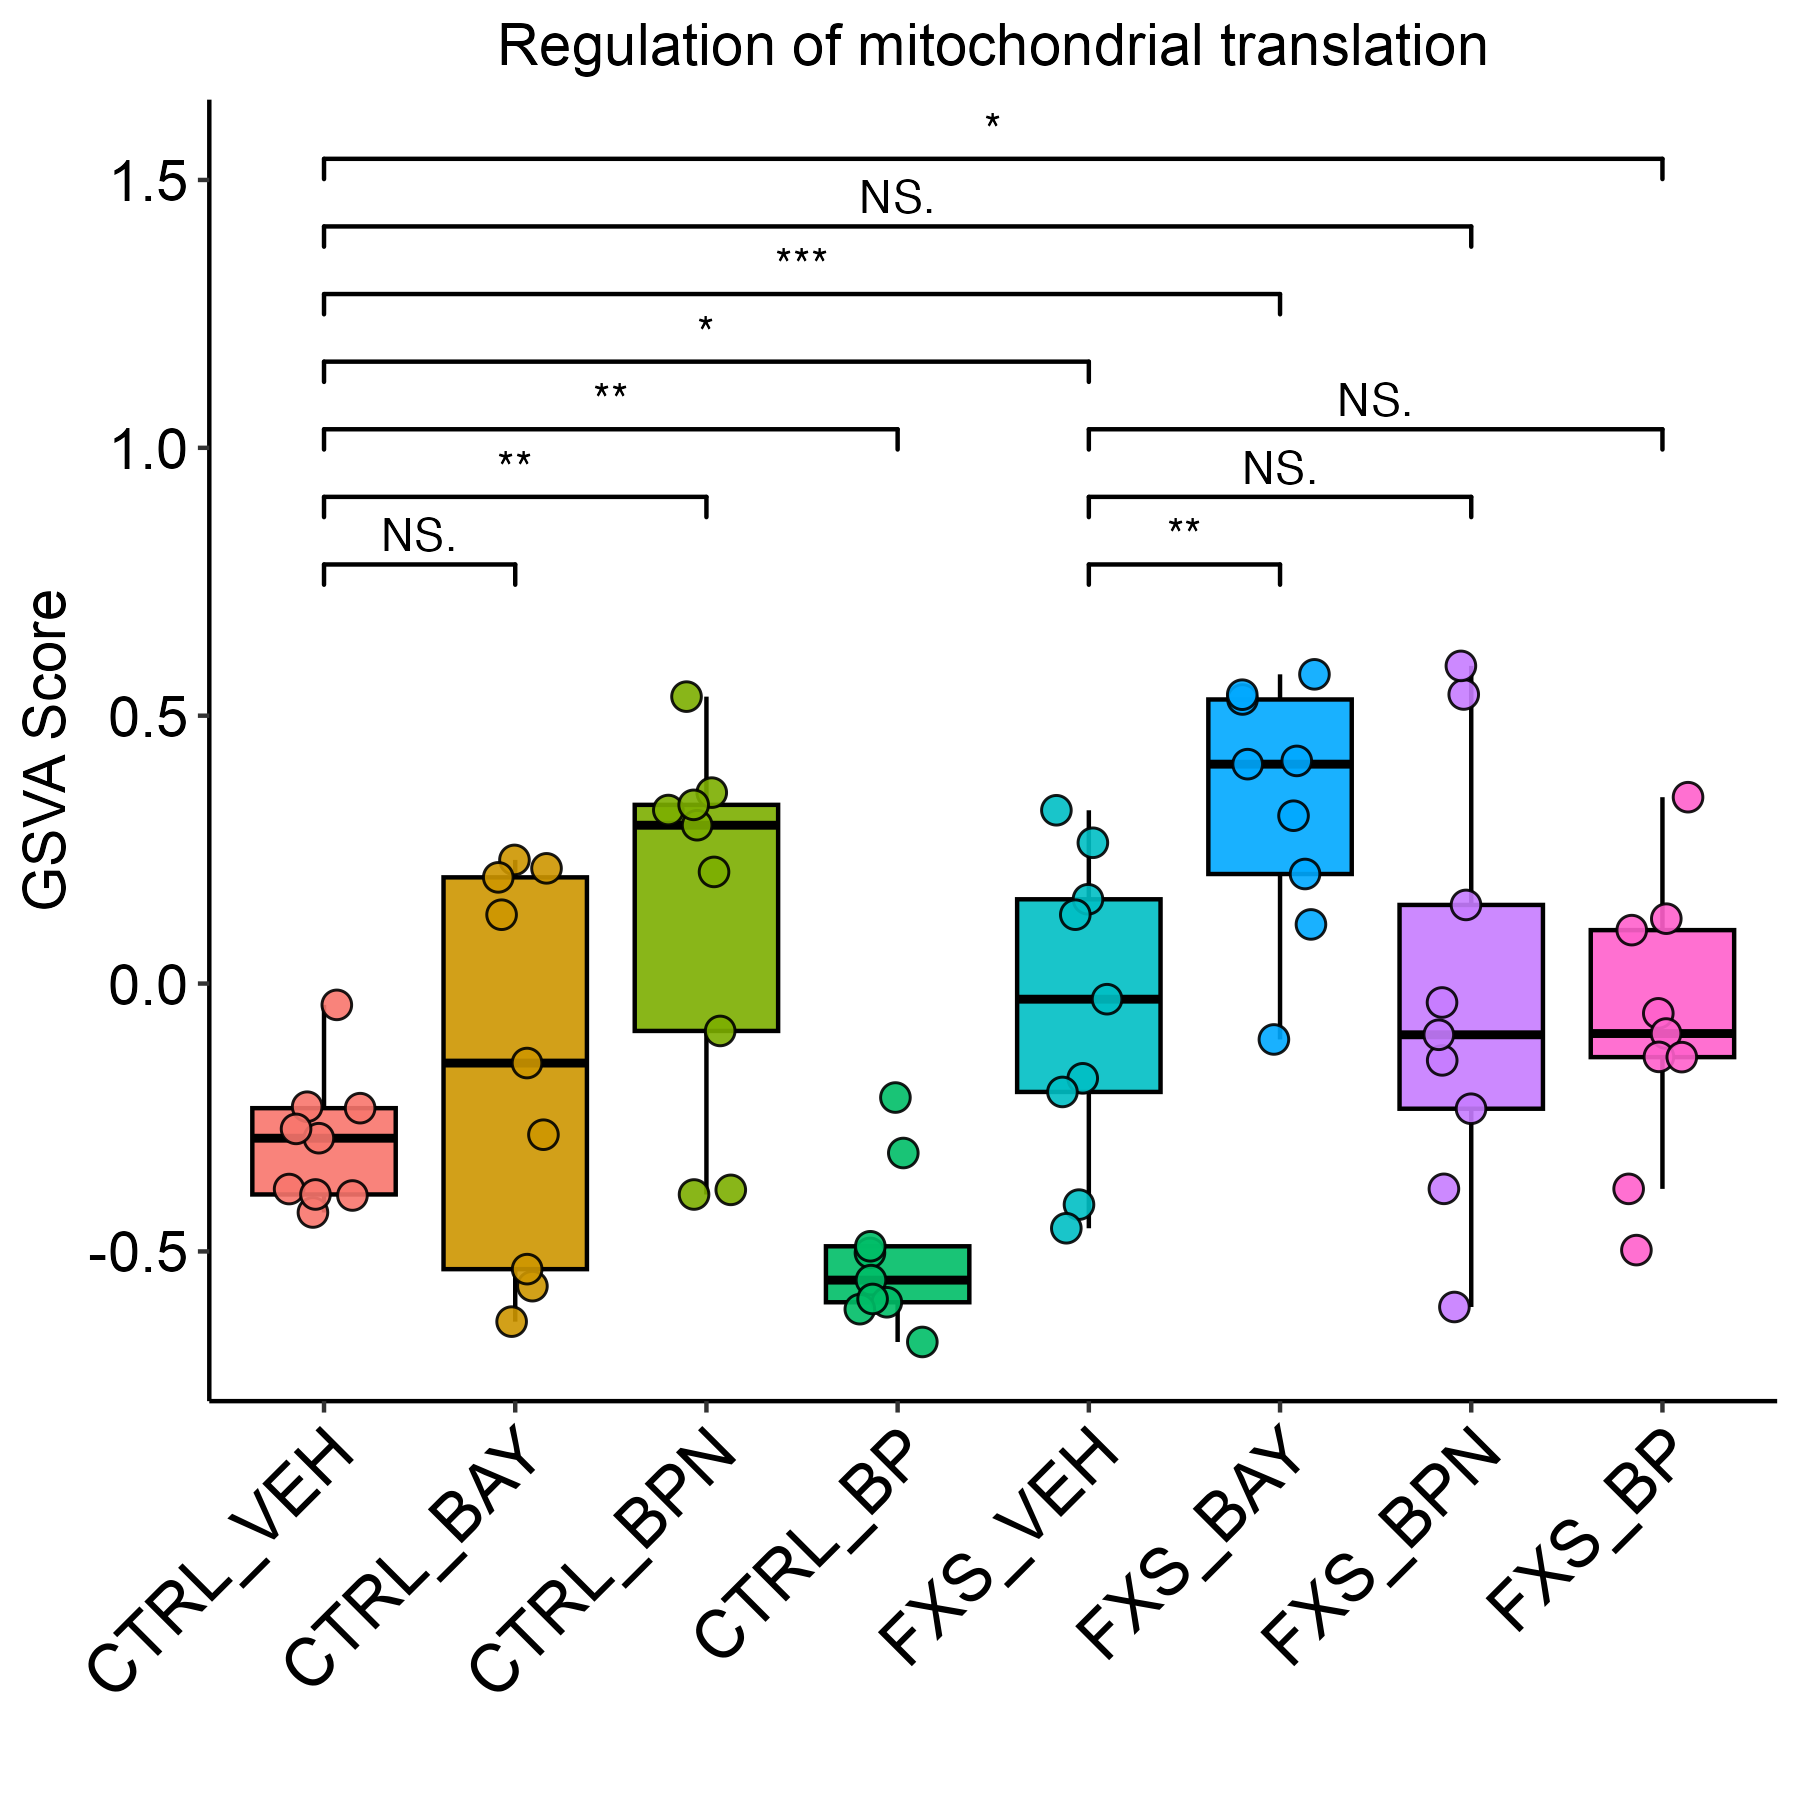 Regulation of mitochondrial translation
*
1.5
NS.
***
*
**
NS.
1.0
**
NS.
NS.
**
GSVA Score
0.5
0.0
-0.5
CTRL_VEH
CTRL_BAY
CTRL_BPN
CTRL_BP
FXS_VEH
FXS_BAY
FXS_BPN
FXS_BP